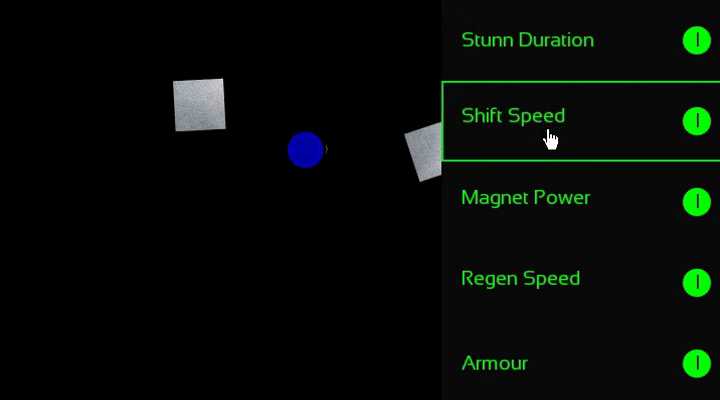 Stunn Duration
Shift Speed
Magnet Power
Regen Speed
Armour